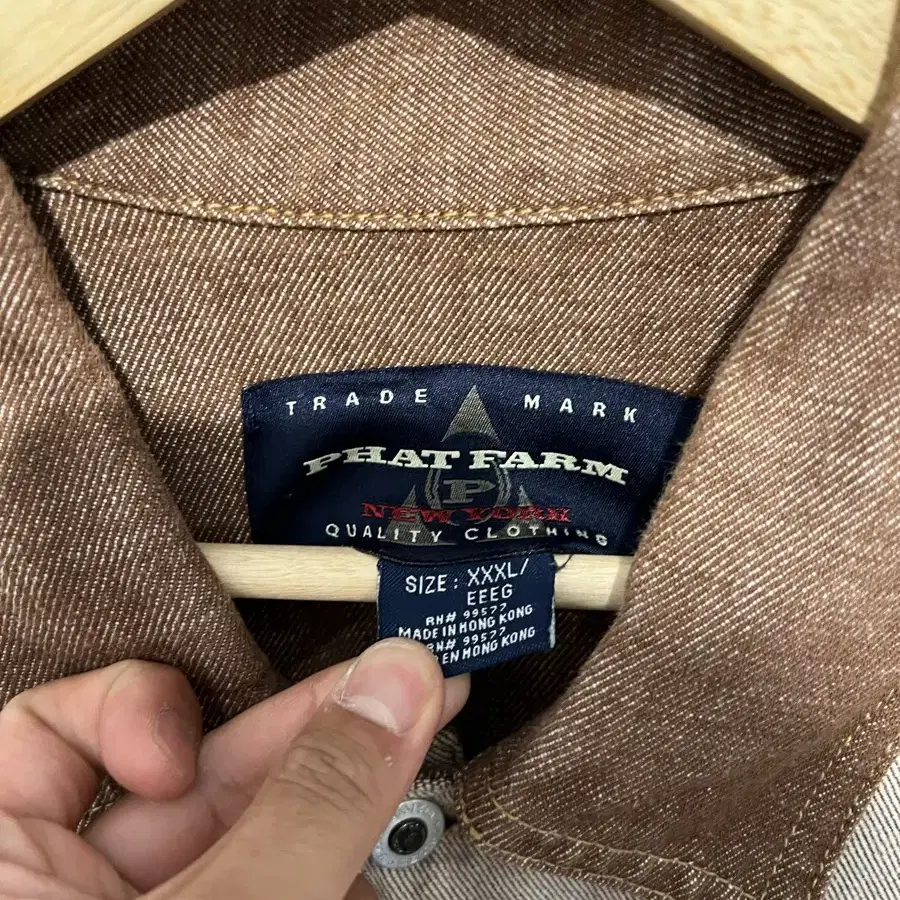 TRADE MARK
PHAT FARM
P
NEW YORK
QUALITY CLOTHING
SIZE: XXXL/
EEEG
RN# 99577
MADE IN HONG KONG
RN# 99577
EN HONG KONG